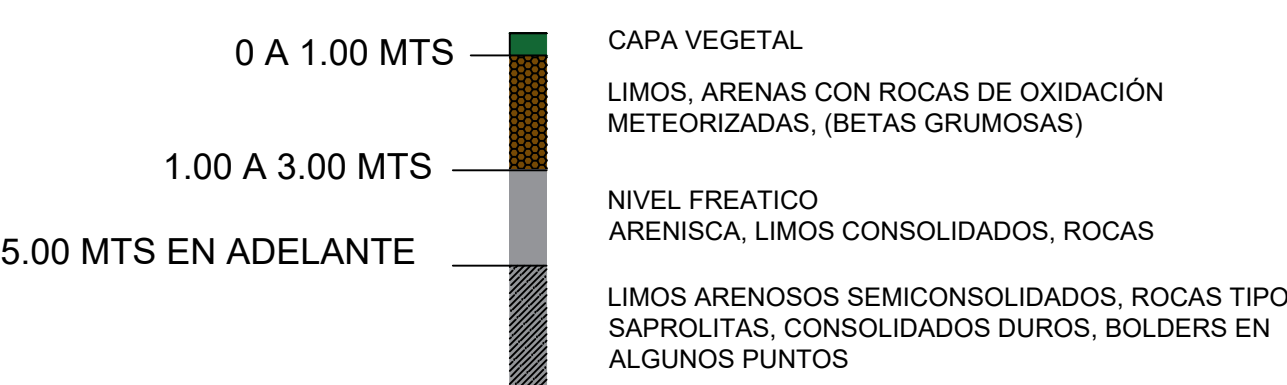 0 A 1.00 MTS
CAPA VEGETAL
LIMOS, ARENAS CON ROCAS DE OXIDACIÓN
METEORIZADAS, (BETAS GRUMOSAS)
1.00 A 3.00 MTS
NIVEL FREATICO
ARENISCA, LIMOS CONSOLIDADOS, ROCAS
5.00 MTS EN ADELANTE
LIMOS ARENOSOS SEMICONSOLIDADOS, ROCAS TIPO
SAPROLITAS, CONSOLIDADOS DUROS, BOLDERS EN
ALGUNOS PUNTOS